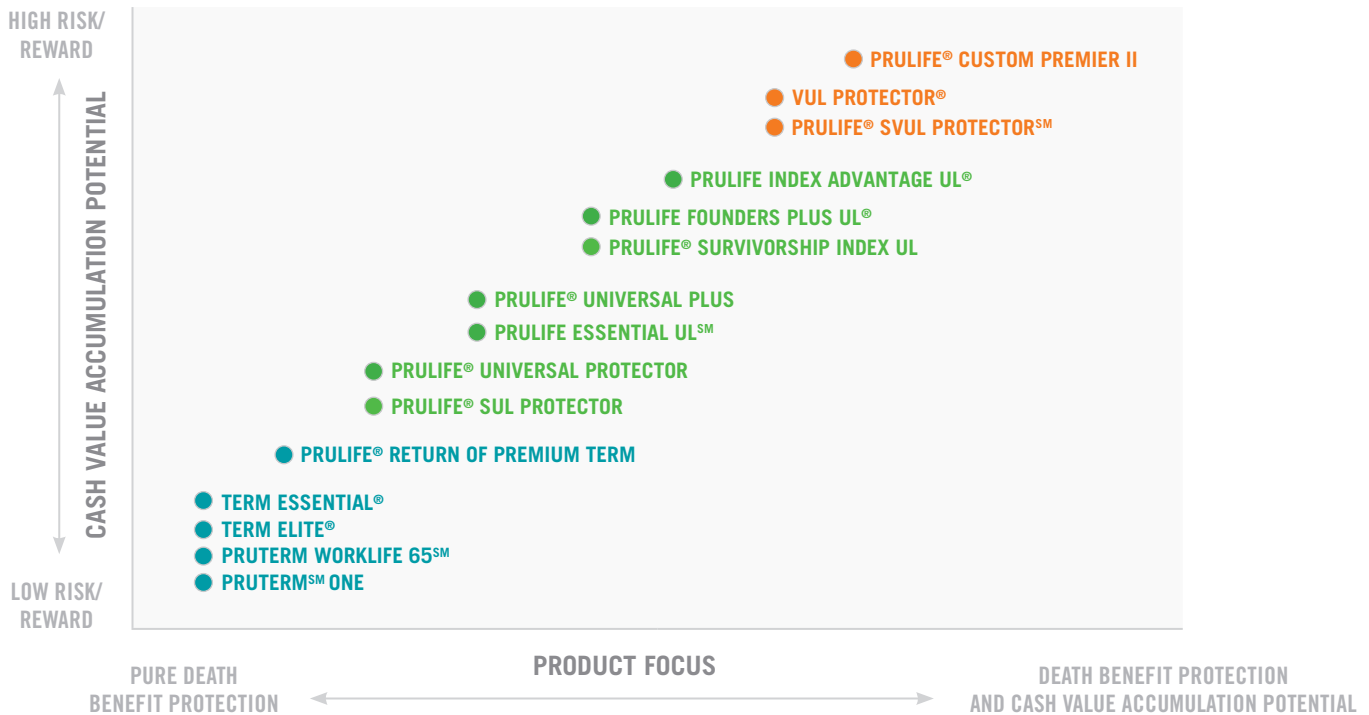 HIGH RISK/
REWARD
CASH VALUE ACCUMULATION POTENTIAL
LOW RISK/
REWARD
PRULIFE® CUSTOM PREMIER II
VUL PROTECTOR®
PRULIFE® SVUL PROTECTOR℠
PRULIFE INDEX ADVANTAGE UL®
PRULIFE FOUNDERS PLUS UL®
PRULIFE® SURVIVORSHIP INDEX UL
PRULIFE® UNIVERSAL PLUS
PRULIFE ESSENTIAL UL℠
PRULIFE® UNIVERSAL PROTECTOR
PRULIFE® SUL PROTECTOR
PRULIFE® RETURN OF PREMIUM TERM
TERM ESSENTIAL®
TERM ELITE®
PRUTERM WORKLIFE 65℠
PRUTERM℠ ONE
PURE DEATH
BENEFIT PROTECTION
PRODUCT FOCUS
DEATH BENEFIT PROTECTION
AND CASH VALUE ACCUMULATION POTENTIAL